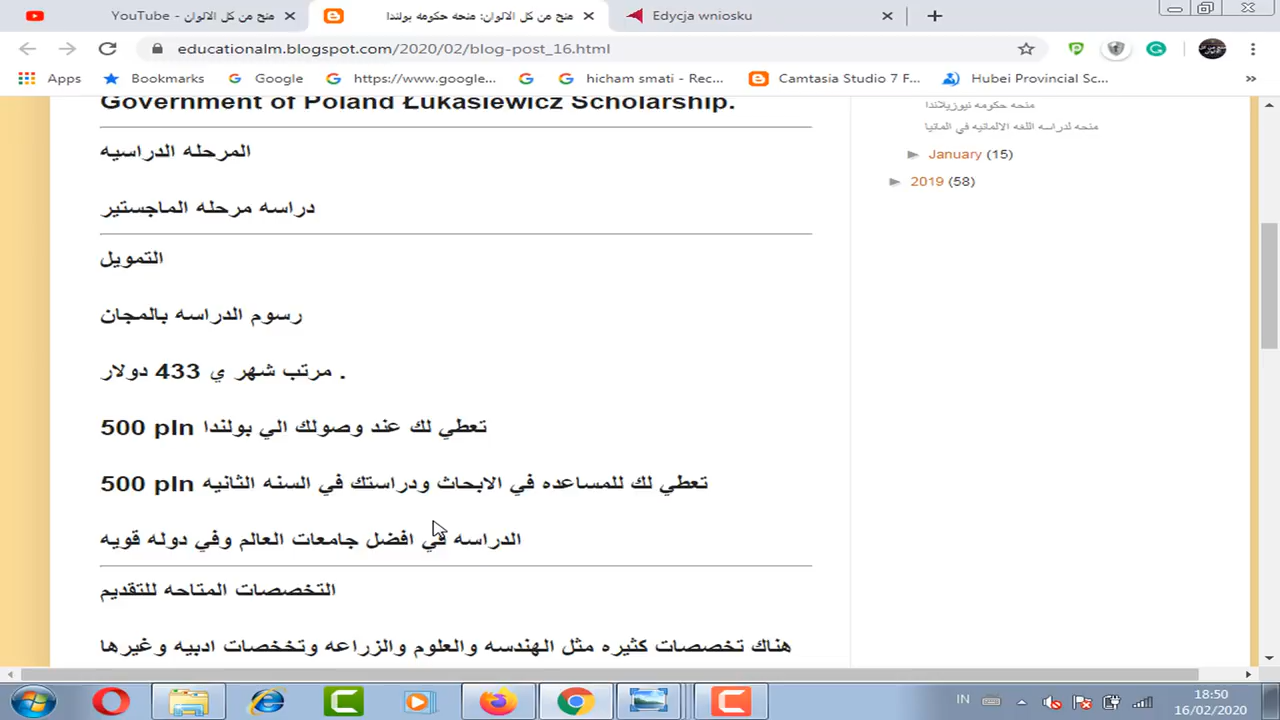 منح من كل الالوان - YouTube
منح من كل الالوان: منحه حكومه بولندا
Edycja wniosku
educationalm.blogspot.com/2020/02/blog-post_16.html
Apps
Bookmarks
Google
https://www.google...
hicham smati - Rec...
Camtasia Studio 7 F...
Hubei Provincial Sc...
»
Government of Poland Łukasiewicz Scholarship.
المرحله الدراسيه
دراسه مرحله الماجستير
التمويل
رسوم الدراسه بالمجان
مرتب شهر ي 433 دولار .
500 pln تعطي لك عند وصولك الي بولندا
500 pln تعطي لك للمساعده في الابحاث ودراستك في السنه الثانيه
الدراسه في افضل جامعات العالم وفي دوله قويه
التخصصات المتاحه للتقديم
هناك تخصصات كثيره مثل الهندسه والعلوم والزراعه وتخخصات ادبيه وغيرها
منحه حكومه نيوزيلاندا
منحه لدراسه اللغه الالمانيه في المانيا
► January (15)
► 2019 (58)
IN
18:50
16/02/2020